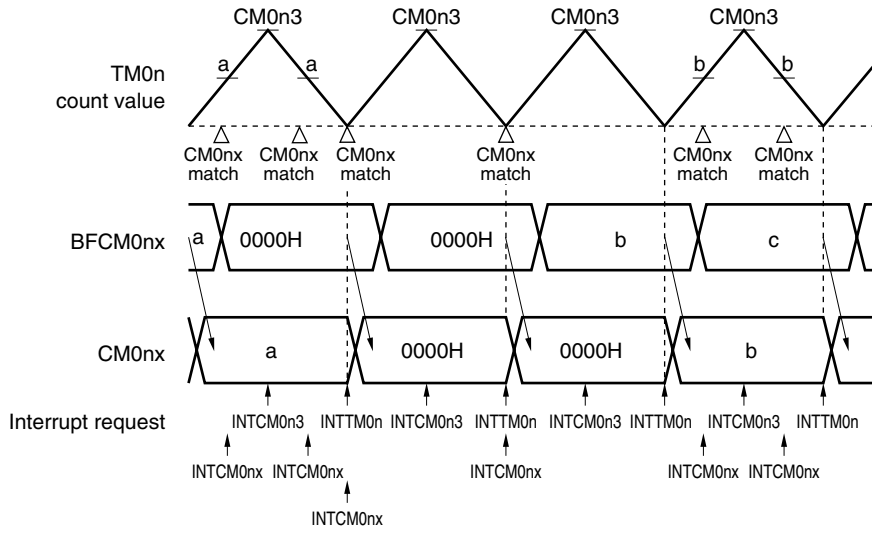 CM0n3 CM0n3 CM0n3 CM0n3
a a b b
TM0n
count value
CM0nx CM0nx CM0nx CM0nx CM0nx CM0nx
match match match match match match
BFCM0nx a 0000H 0000H b c
CM0nx a 0000H 0000H b
Interrupt request INTCM0n3 INTTM0n INTCM0n3 INTTM0n INTCM0n3 INTTM0n INTCM0n3 INTTM0n
INTCM0nx INTCM0nx INTCM0nx INTCM0nx INTCM0nx
INTCM0nx